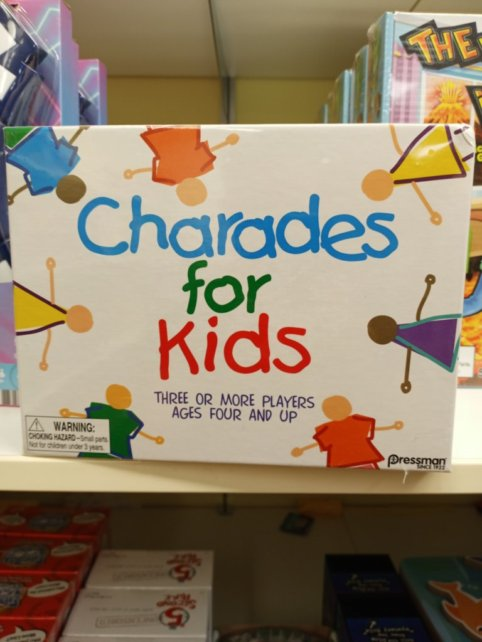 THE
Charades
for
Kids
THREE OR MORE PLAYERS
AGES FOUR AND UP
WARNING:
CHOKING HAZARD - Small parts
Not for children under 3 years.
pressman
SINCE 1922